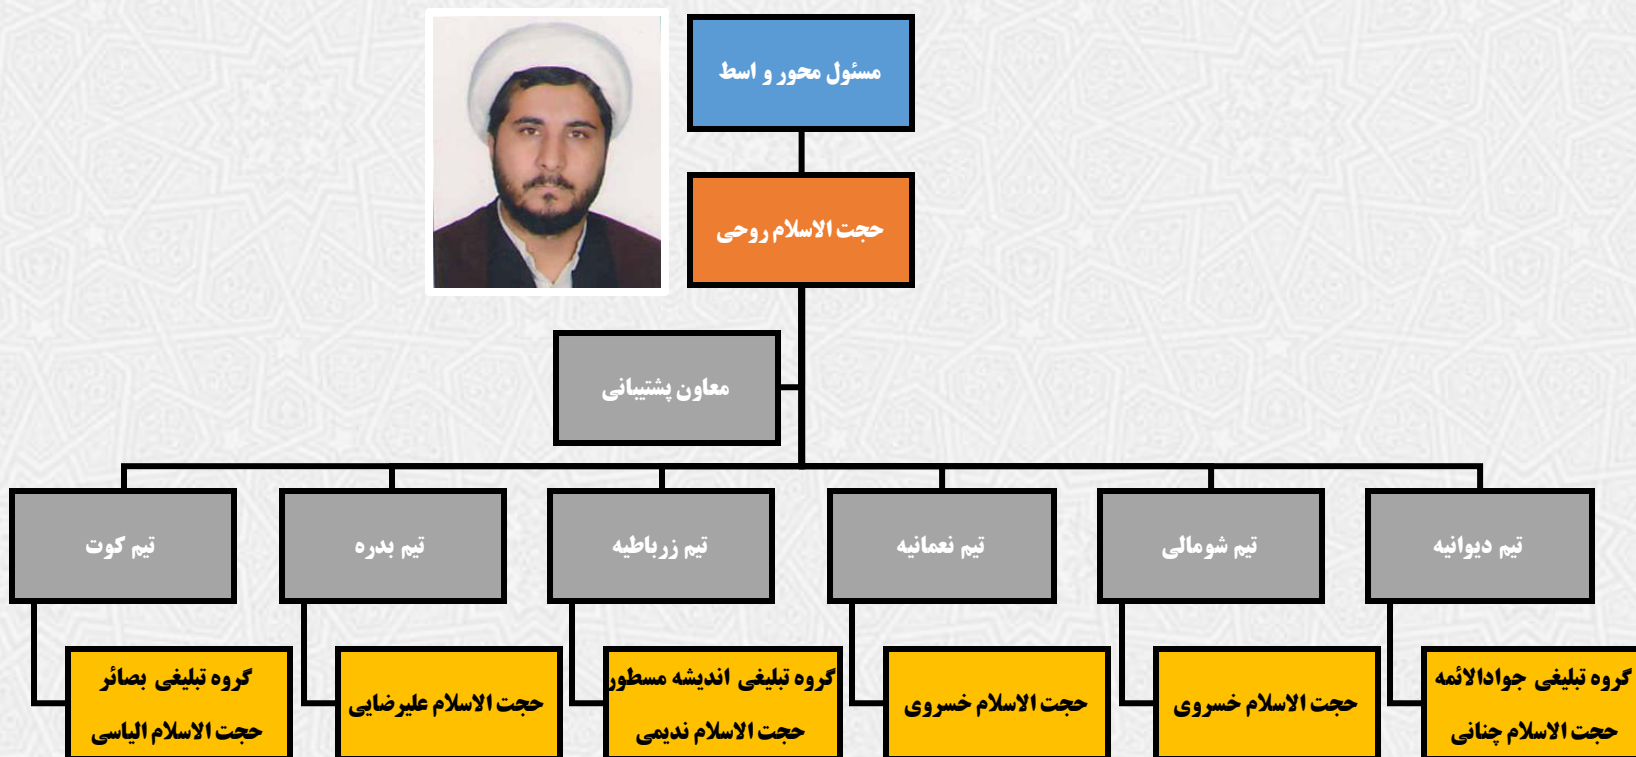 مسئول محور و اسط
حجت الاسلام روحی
معاون پشتیبانی
تیم دیوانیه
تیم شومالی
تیم نعمانیه
تیم زرباطیه
تیم بدره
تیم کوت
گروه تبلیغی جوادالائمه
حجت الاسلام چنانی
حجت الاسلام خسروی
حجت الاسلام خسروی
گروه تبلیغی اندیشه مسطور
حجت الاسلام ندیمی
حجت الاسلام علیرضایی
گروه تبلیغی بصائر
حجت الاسلام الیاسی